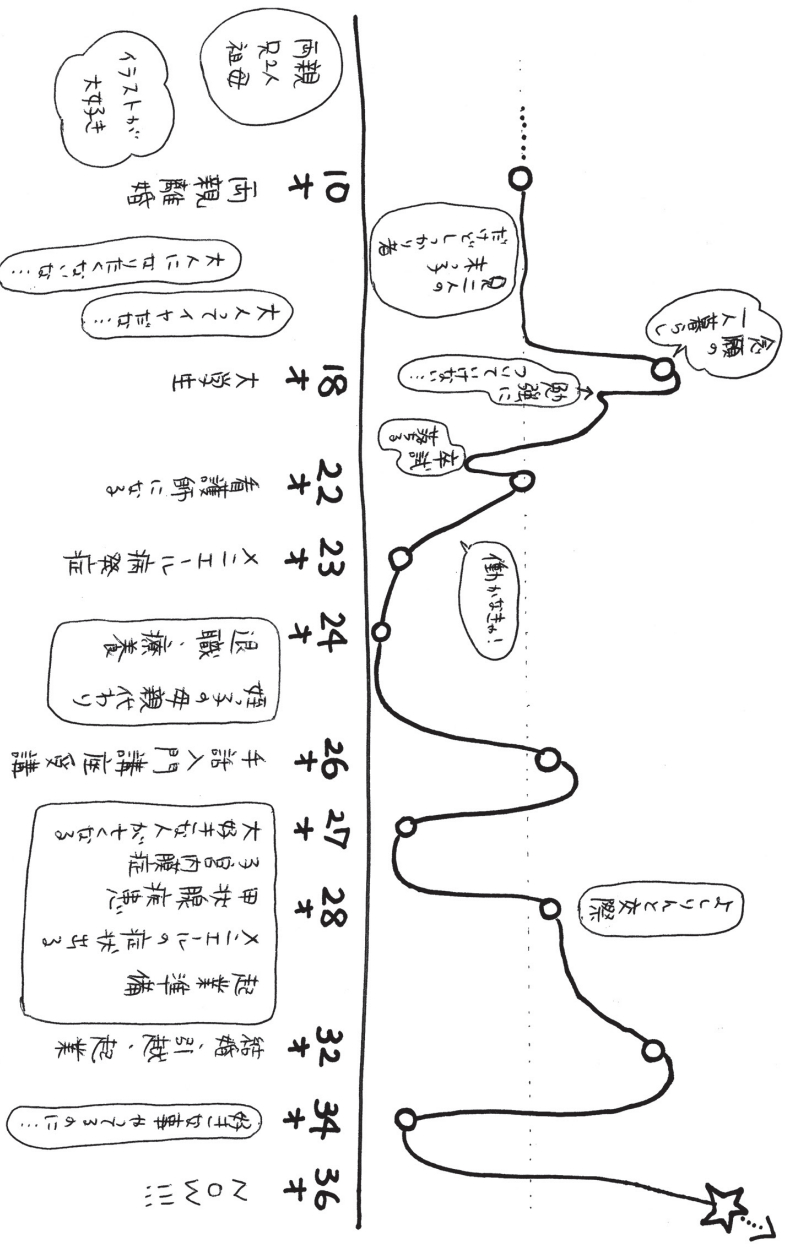 念願の
一人暮らし
兄二人の
末っ子
だけどしっかり者
勉強に
ついていけない…
卒試
落ちる
働かなきゃ!
よしりんと交際
両親
兄2人
祖母
イラストが
大好き
10才
両親離婚
大人ってイヤだな…
大人になりたくないな…
18才
大学生
22才
看護師になる
23才
メニエール病発症
24才
退職、療養
姪っ子の母親代わり
26才
手話入門講座受講
27才
大好きな人が亡くなる
子宮内膜症
28才
甲状腺疾患
メニエールの症状出る
起業準備
32才
結婚、引越、起業
34才
好きな事やってるのに…
36才
NOW!!!